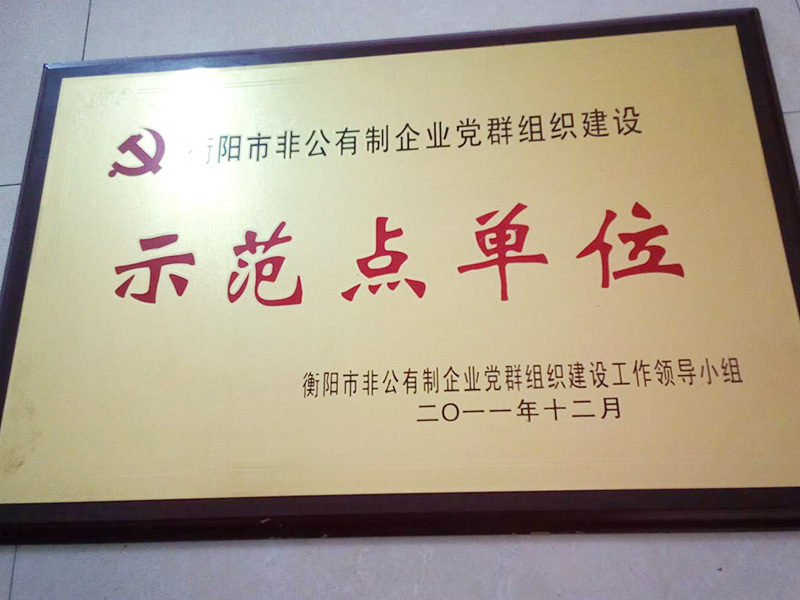 衡阳市非公有制企业党群组织建设
示范点单位
衡阳市非公有制企业党群组织建设工作领导小组
二〇一一年十二月